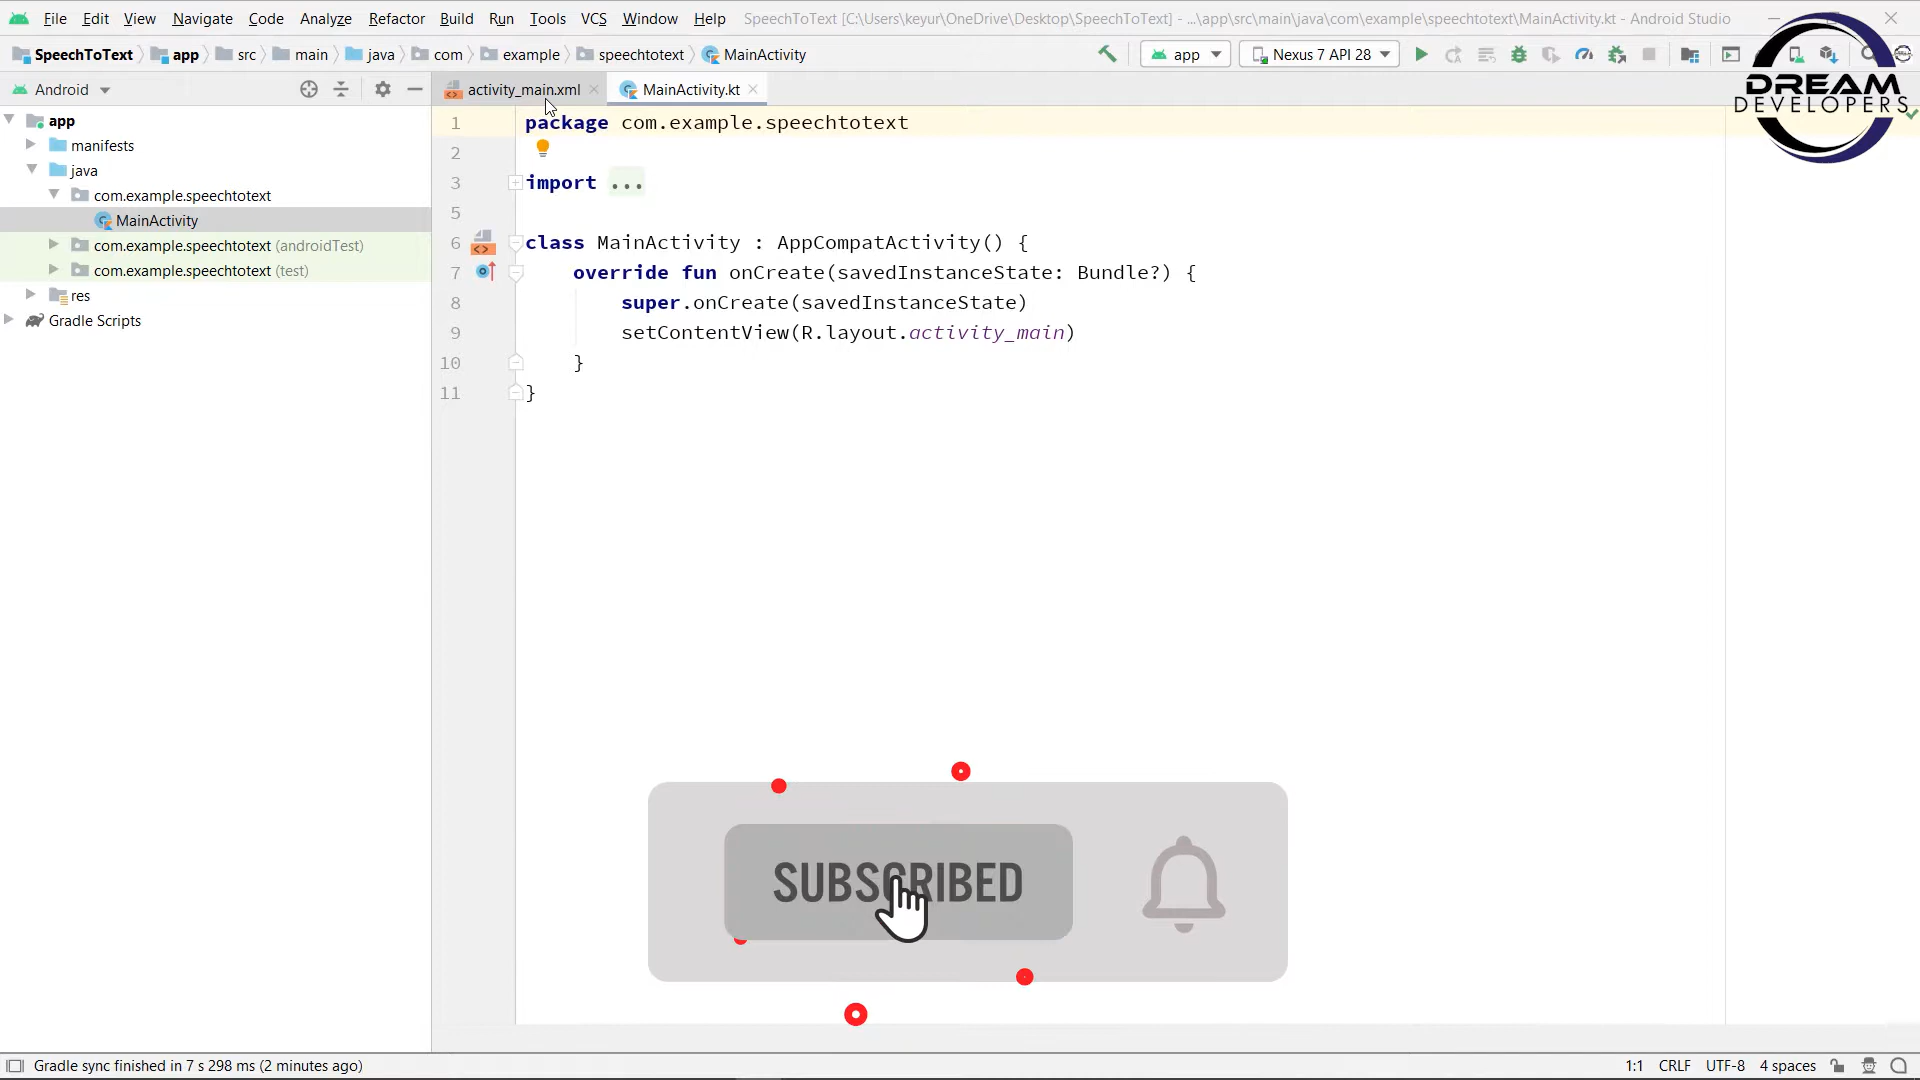 File Edit View Navigate Code Analyze Refactor Build Run Tools VCS Window Help SpeechToText [C:\Users\keyur\OneDrive\Desktop\SpeechToText] - ...\app\src\main\java\com\example\speechtotext\MainActivity.kt - Android Studio
SpeechToText app src main java com example speechtotext MainActivity app Nexus 7 API 28
DREAM
DEVELOPERS
Android
activity_main.xml MainActivity.kt
app
manifests
java
com.example.speechtotext
MainActivity
com.example.speechtotext (androidTest)
com.example.speechtotext (test)
res
Gradle Scripts
1 package com.example.speechtotext
2
3 import ...
5
6 class MainActivity : AppCompatActivity() {
7 override fun onCreate(savedInstanceState: Bundle?) {
8 super.onCreate(savedInstanceState)
9 setContentView(R.layout.activity_main)
10 }
11 }
SUBSCRIBED
Gradle sync finished in 7 s 298 ms (2 minutes ago) 1:1 CRLF UTF-8 4 spaces